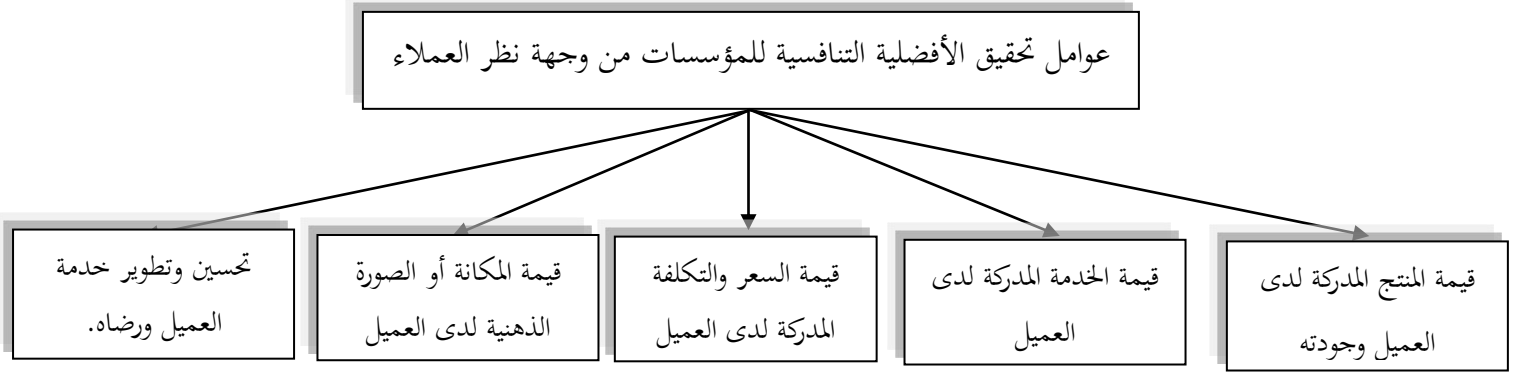 عوامل تحقيق الأفضلية التنافسية للمؤسسات من وجهة نظر العملاء
قيمة المنتج المدركة لدى
العميل وجودته
قيمة الخدمة المدركة لدى
العميل
قيمة السعر والتكلفة
المدركة لدى العميل
قيمة المكانة أو الصورة
الذهنية لدى العميل
تحسين وتطوير خدمة
العميل ورضاه.